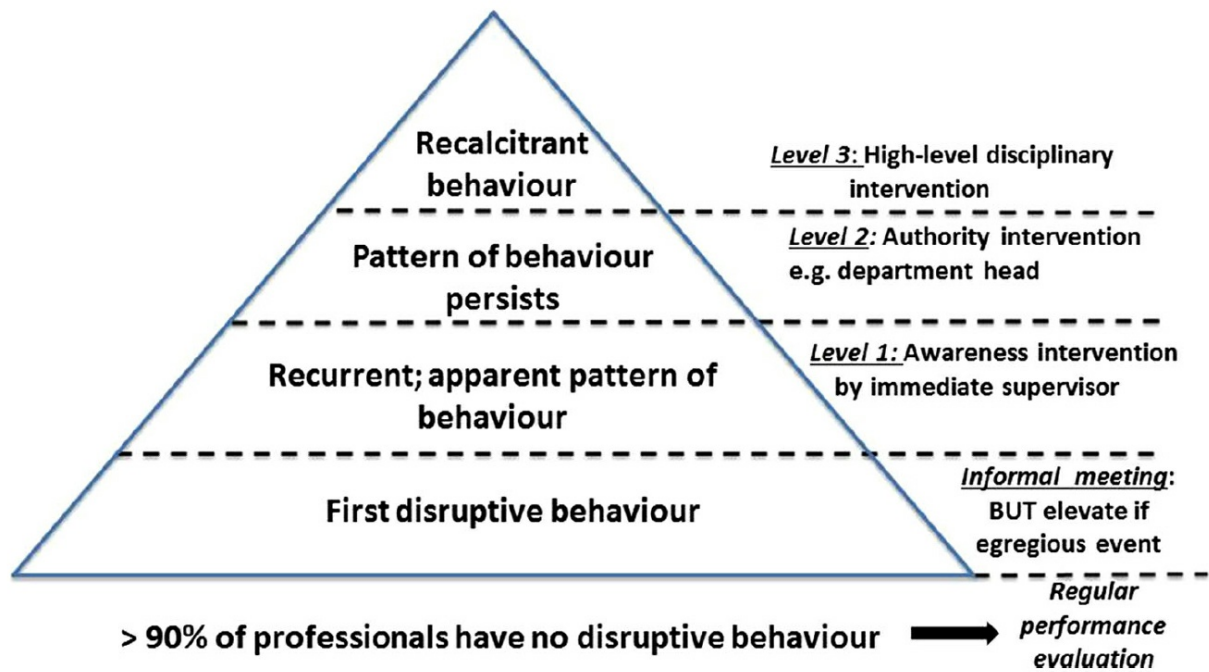 Recalcitrant
behaviour
Level 3: High-level disciplinary
intervention
Pattern of behaviour
persists
Level 2: Authority intervention
e.g. department head
Recurrent; apparent pattern of
behaviour
Level 1: Awareness intervention
by immediate supervisor
First disruptive behaviour
Informal meeting:
BUT elevate if
egregious event
> 90% of professionals have no disruptive behaviour
Regular
performance
evaluation